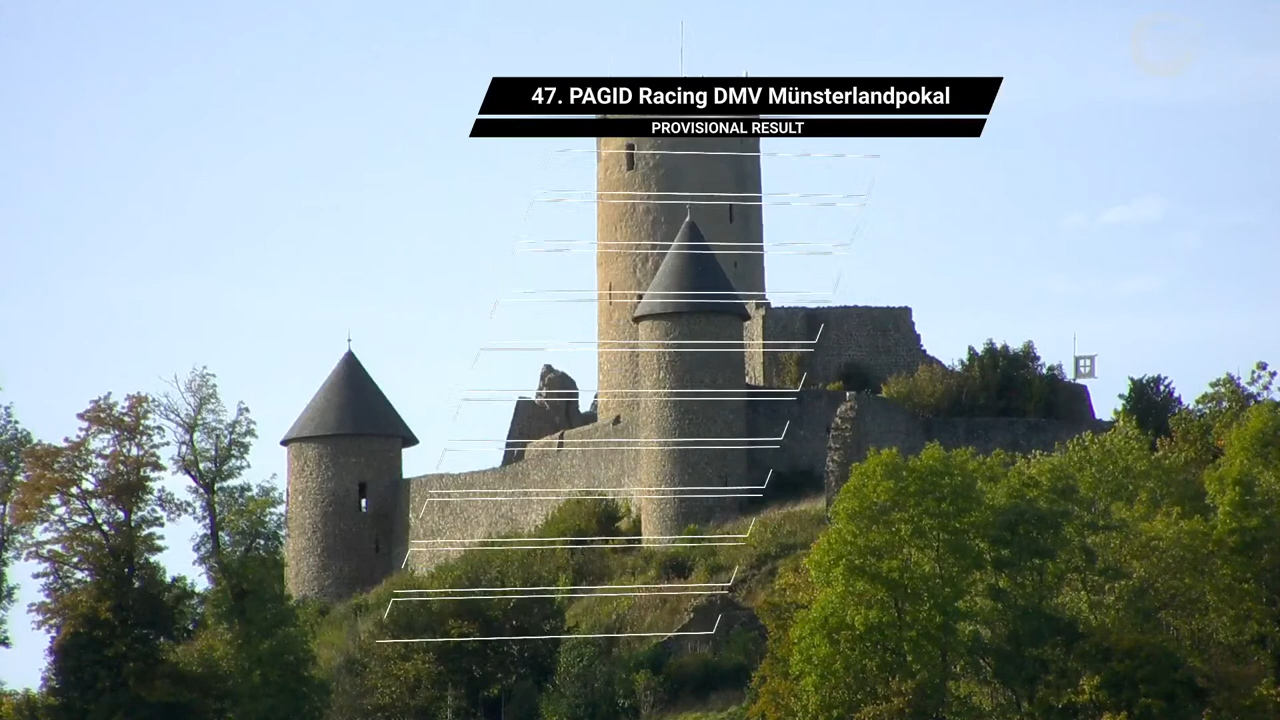 47. PAGID Racing DMV Münsterlandpokal
PROVISIONAL RESULT